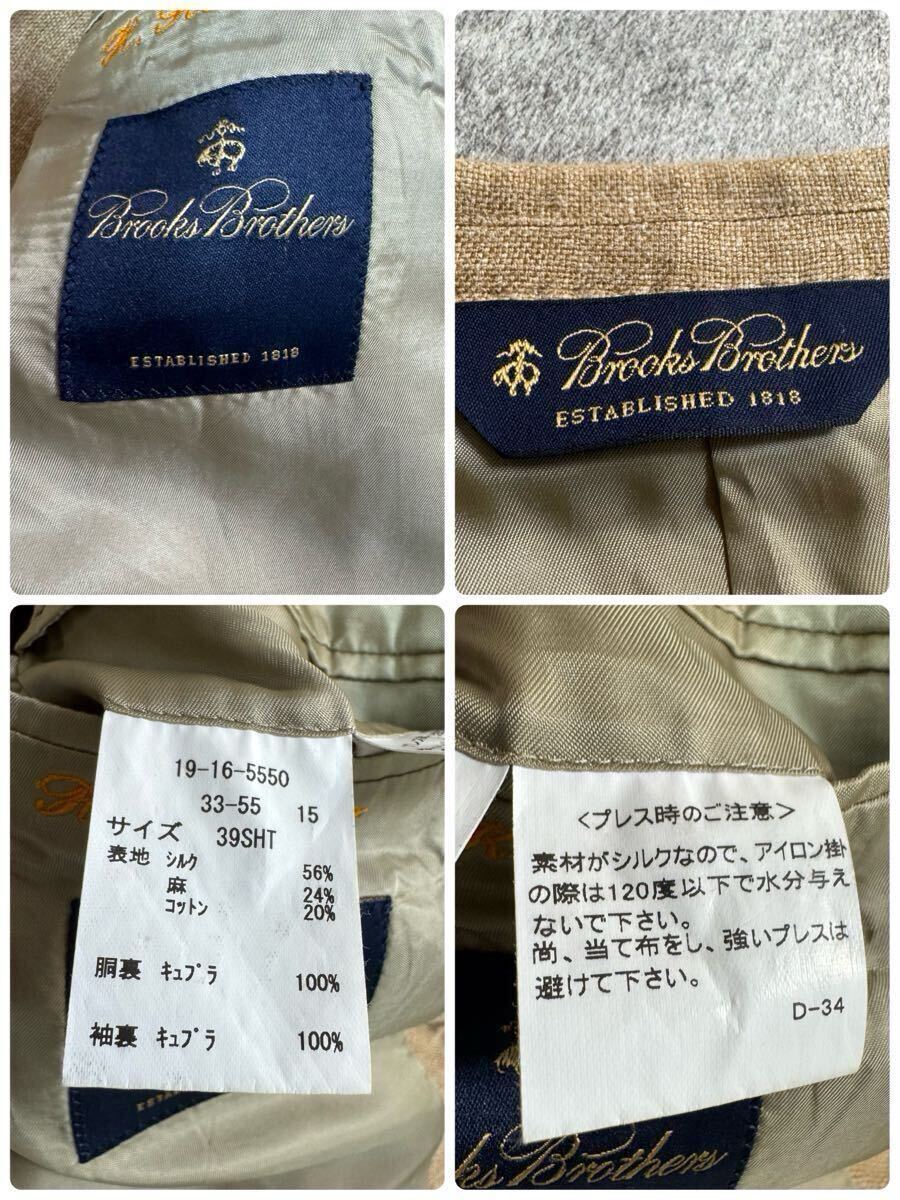 Brooks Brothers
ESTABLISHED 1818
Brooks Brothers
ESTABLISHED 1818
19-16-5550
33-55 15
サイズ 39SHT
表地 シルク 56%
麻 24%
コットン 20%
胴裏 キュプラ 100%
袖裏 キュプラ 100%
<プレス時のご注意>
素材がシルクなので、アイロン掛け
の際は120度以下で水分与え
ないで下さい。
尚、当て布をし、強いプレスは
避けて下さい。
D-34
Brooks Brothers